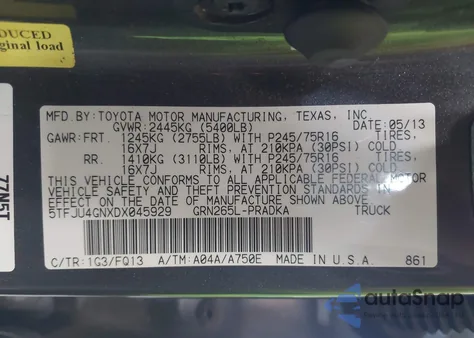 DUCED
ginal load
77N5T
MFD.BY:TOYOTA MOTOR MANUFACTURING, TEXAS, INC.
GVWR: 2445KG (5400LB) DATE: 05/13
GAWR:FRT. 1245KG (2755LB) WITH P245/75R16 TIRES,
16X7J RIMS, AT 210KPA (30PSI) COLD
RR. 1410KG (3110LB) WITH P245/75R16 TIRES,
16X7J RIMS, AT 210KPA (30PSI) COLD
THIS VEHICLE CONFORMS TO ALL APPLICABLE FEDERAL MOTOR
VEHICLE SAFETY AND THEFT PREVENTION STANDARDS IN
EFFECT ON THE DATE OF MANUFACTURE SHOWN ABOVE.
5TFJU4GNXDX045929 GRN265L-PRADKA TRUCK
C/TR:1G3/FQ13 A/TM:A04A/A750E MADE IN U.S.A. 861
autoSnap